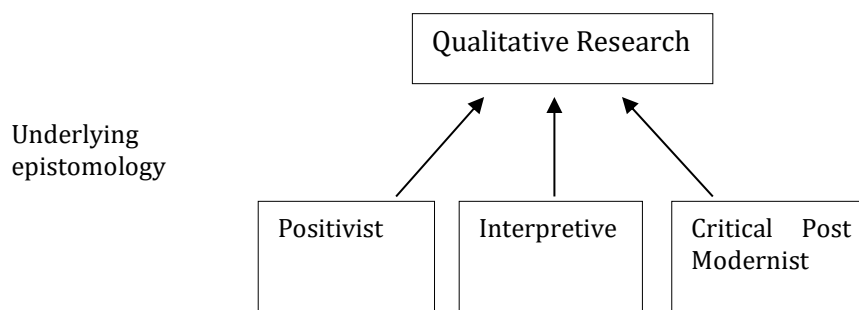 Qualitative Research
Underlying
epistomology
Positivist
Interpretive
Critical Post
Modernist